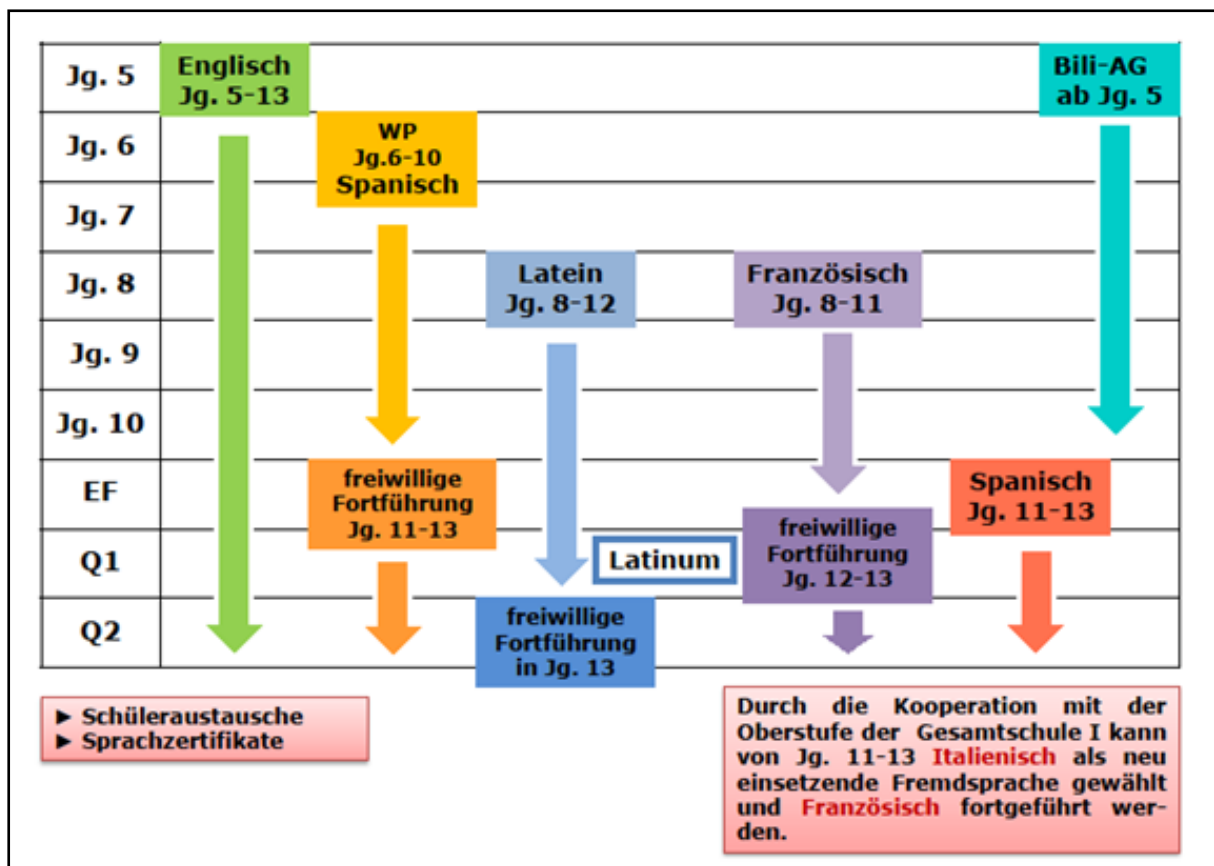 Jg. 5
Englisch
Jg. 5-13
Bili-AG
ab Jg. 5
Jg. 6
WP
Jg.6-10
Spanisch
Jg. 7
Jg. 8
Latein
Jg. 8-12
Französisch
Jg. 8-11
Jg. 9
Jg. 10
EF
freiwillige
Fortführung
Jg. 11-13
Spanisch
Jg. 11-13
Q1
Latinum
freiwillige
Fortführung
Jg. 12-13
Q2
freiwillige
Fortführung
in Jg. 13
► Schüleraustausche
► Sprachzertifikate
Durch die Kooperation mit der
Oberstufe der Gesamtschule I kann
von Jg. 11-13 Italienisch als neu
einsetzende Fremdsprache gewählt
und Französisch fortgeführt wer-
den.